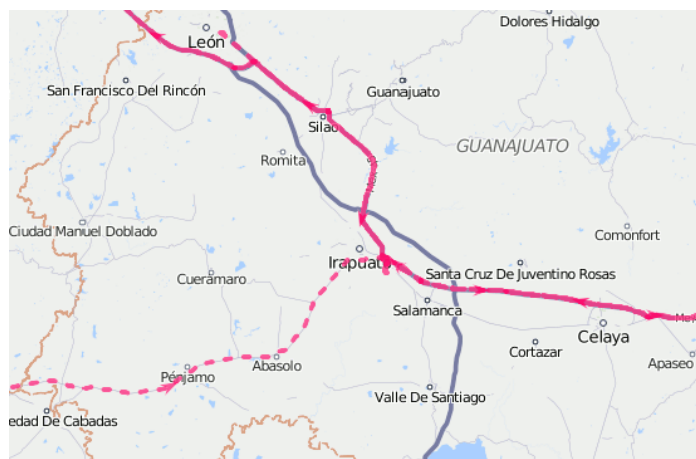 Dolores Hidalgo
León
San Francisco Del Rincón
Guanajuato
Silao
GUANAJUATO
Romita
Ciudad Manuel Doblado
Comonfort
Irapuato
Cuerámaro
Santa Cruz De Juventino Rosas
Salamanca
Celaya
Cortazar
Abasolo
Pénjamo
Apaseo
Valle De Santiago
edad De Cabadas